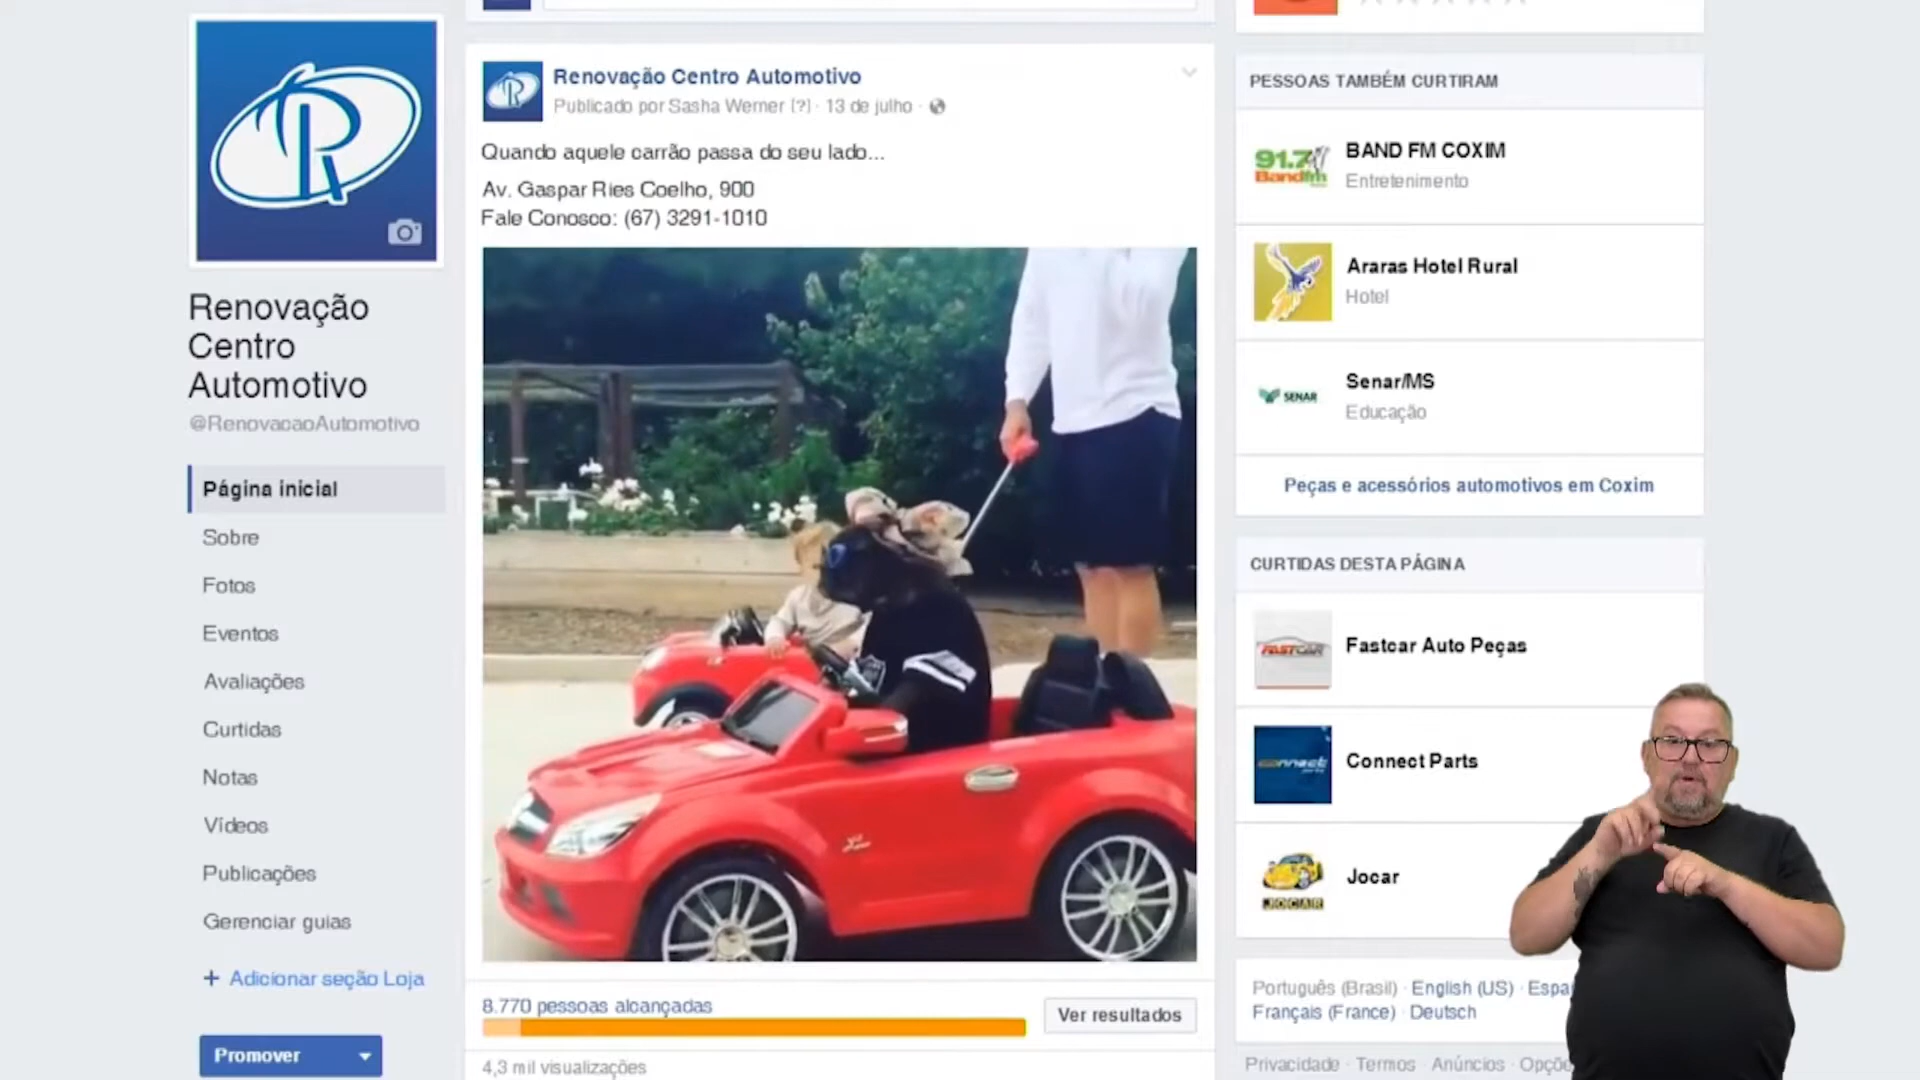 Renovação
Centro
Automotivo
@RenovacaoAutomotivo
Página inicial
Sobre
Fotos
Eventos
Avaliações
Curtidas
Notas
Vídeos
Publicações
Gerenciar guias
+ Adicionar seção Loja
Promover
Renovação Centro Automotivo
Publicado por Sasha Werner [?] · 13 de julho ·
Quando aquele carrão passa do seu lado...
Av. Gaspar Ries Coelho, 900
Fale Conosco: (67) 3291-1010
8.770 pessoas alcançadas
Ver resultados
4,3 mil visualizações
PESSOAS TAMBÉM CURTIRAM
91.7
Bandfm
BAND FM COXIM
Entretenimento
Araras Hotel Rural
Hotel
SENAR
Senar/MS
Educação
Peças e acessórios automotivos em Coxim
CURTIDAS DESTA PÁGINA
FASTCAR
Fastcar Auto Peças
connect
Connect Parts
JOCAR
Jocar
Português (Brasil) · English (US) ·
Français (France) · Deutsch
Privacidade · Termos · Anúncios ·